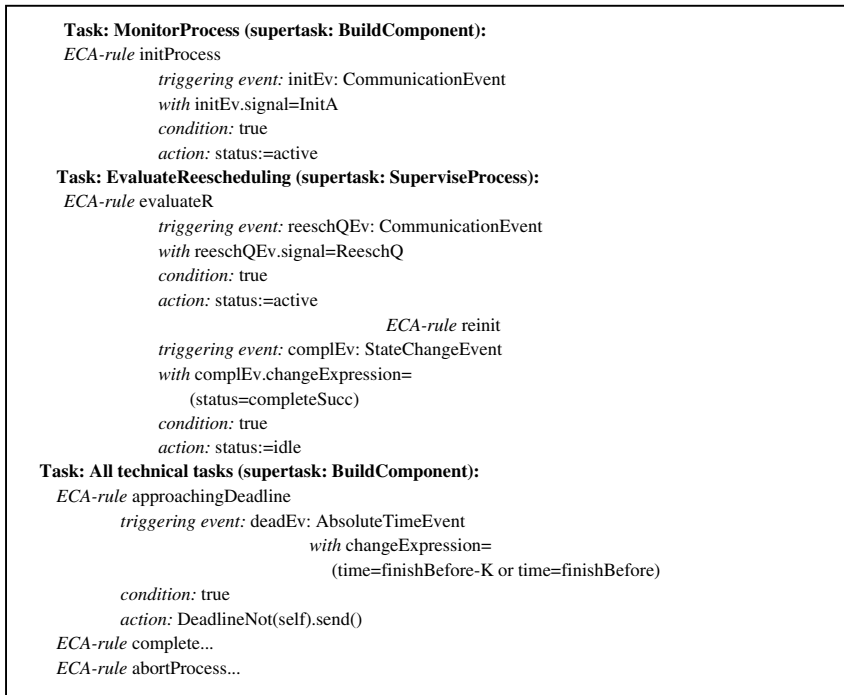 Task: MonitorProcess (supertask: BuildComponent):
ECA-rule initProcess
triggering event: initEv: CommunicationEvent
with initEv.signal=InitA
condition: true
action: status:=active
Task: EvaluateReescheduling (supertask: SuperviseProcess):
ECA-rule evaluateR
triggering event: reeschQEv: CommunicationEvent
with reeschQEv.signal=ReeschQ
condition: true
action: status:=active
ECA-rule reinit
triggering event: complEv: StateChangeEvent
with complEv.changeExpression=
(status=completeSucc)
condition: true
action: status:=idle
Task: All technical tasks (supertask: BuildComponent):
ECA-rule approachingDeadline
triggering event: deadEv: AbsoluteTimeEvent
with changeExpression=
(time=finishBefore-K or time=finishBefore)
condition: true
action: DeadlineNot(self).send()
ECA-rule complete...
ECA-rule abortProcess...